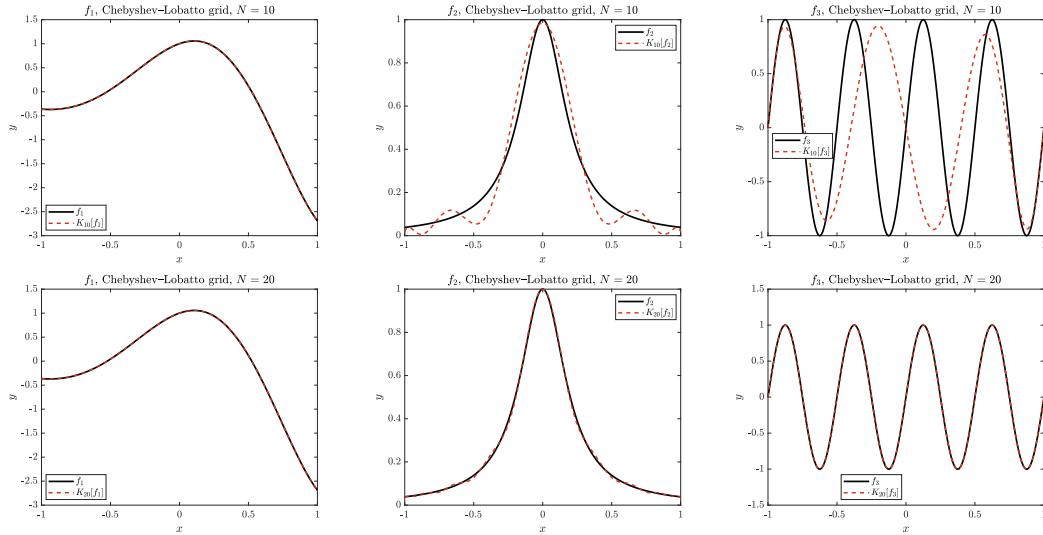 f₁, Chebyshev–Lobatto grid, N = 10
1.5
1
0.5
0
-0.5
-1
-1.5
-2
-2.5
-3
y
f₁
K₁₀[f₁]
-1
-0.5
0
0.5
1
x
f₂, Chebyshev–Lobatto grid, N = 10
1
0.8
0.6
0.4
0.2
0
y
f₂
K₁₀[f₂]
-1
-0.5
0
0.5
1
x
f₃, Chebyshev–Lobatto grid, N = 10
1
0.5
0
-0.5
-1
y
f₃
K₁₀[f₃]
-1
-0.5
0
0.5
1
x
f₁, Chebyshev–Lobatto grid, N = 20
1.5
1
0.5
0
-0.5
-1
-1.5
-2
-2.5
-3
y
f₁
K₂₀[f₁]
-1
-0.5
0
0.5
1
x
f₂, Chebyshev–Lobatto grid, N = 20
1
0.8
0.6
0.4
0.2
0
y
f₂
K₂₀[f₂]
-1
-0.5
0
0.5
1
x
f₃, Chebyshev–Lobatto grid, N = 20
1.5
1
0.5
0
-0.5
-1
-1.5
y
f₃
K₂₀[f₃]
-1
-0.5
0
0.5
1
x